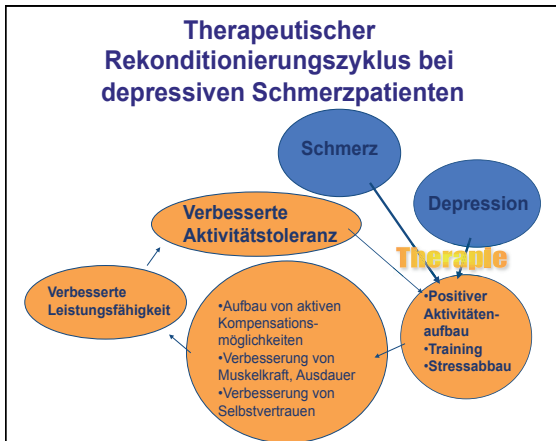 Therapeutischer
Rekonditionierungszyklus bei
depressiven Schmerzpatienten
Schmerz
Depression
Verbesserte
Aktivitätstoleranz
Therapie
Verbesserte
Leistungsfähigkeit
•Aufbau von aktiven
Kompensations-
möglichkeiten
•Verbesserung von
Muskelkraft, Ausdauer
•Verbesserung von
Selbstvertrauen
•Positiver
Aktivitäten-
aufbau
•Training
•Stressabbau